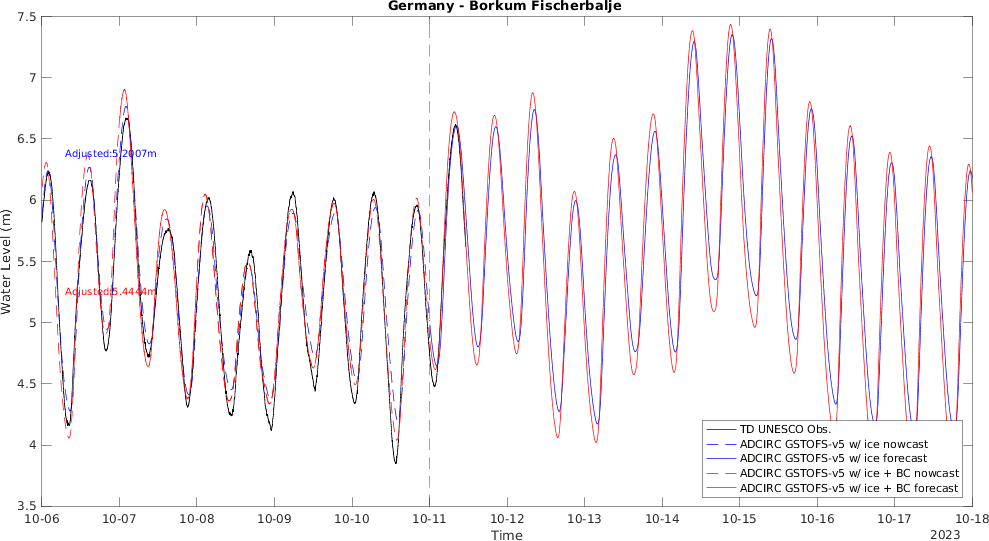 Germany - Borkum Fischerbalje
7.5
7
6.5
6
5.5
5
4.5
4
3.5
Water Level (m)
Adjusted:5.2007m
Adjusted:5.4444m
TD UNESCO Obs.
ADCIRC GSTOFS-v5 w/ ice nowcast
ADCIRC GSTOFS-v5 w/ ice forecast
ADCIRC GSTOFS-v5 w/ ice + BC nowcast
ADCIRC GSTOFS-v5 w/ ice + BC forecast
10-06 10-07 10-08 10-09 10-10 10-11 10-12 10-13 10-14 10-15 10-16 10-17 10-18
Time
2023